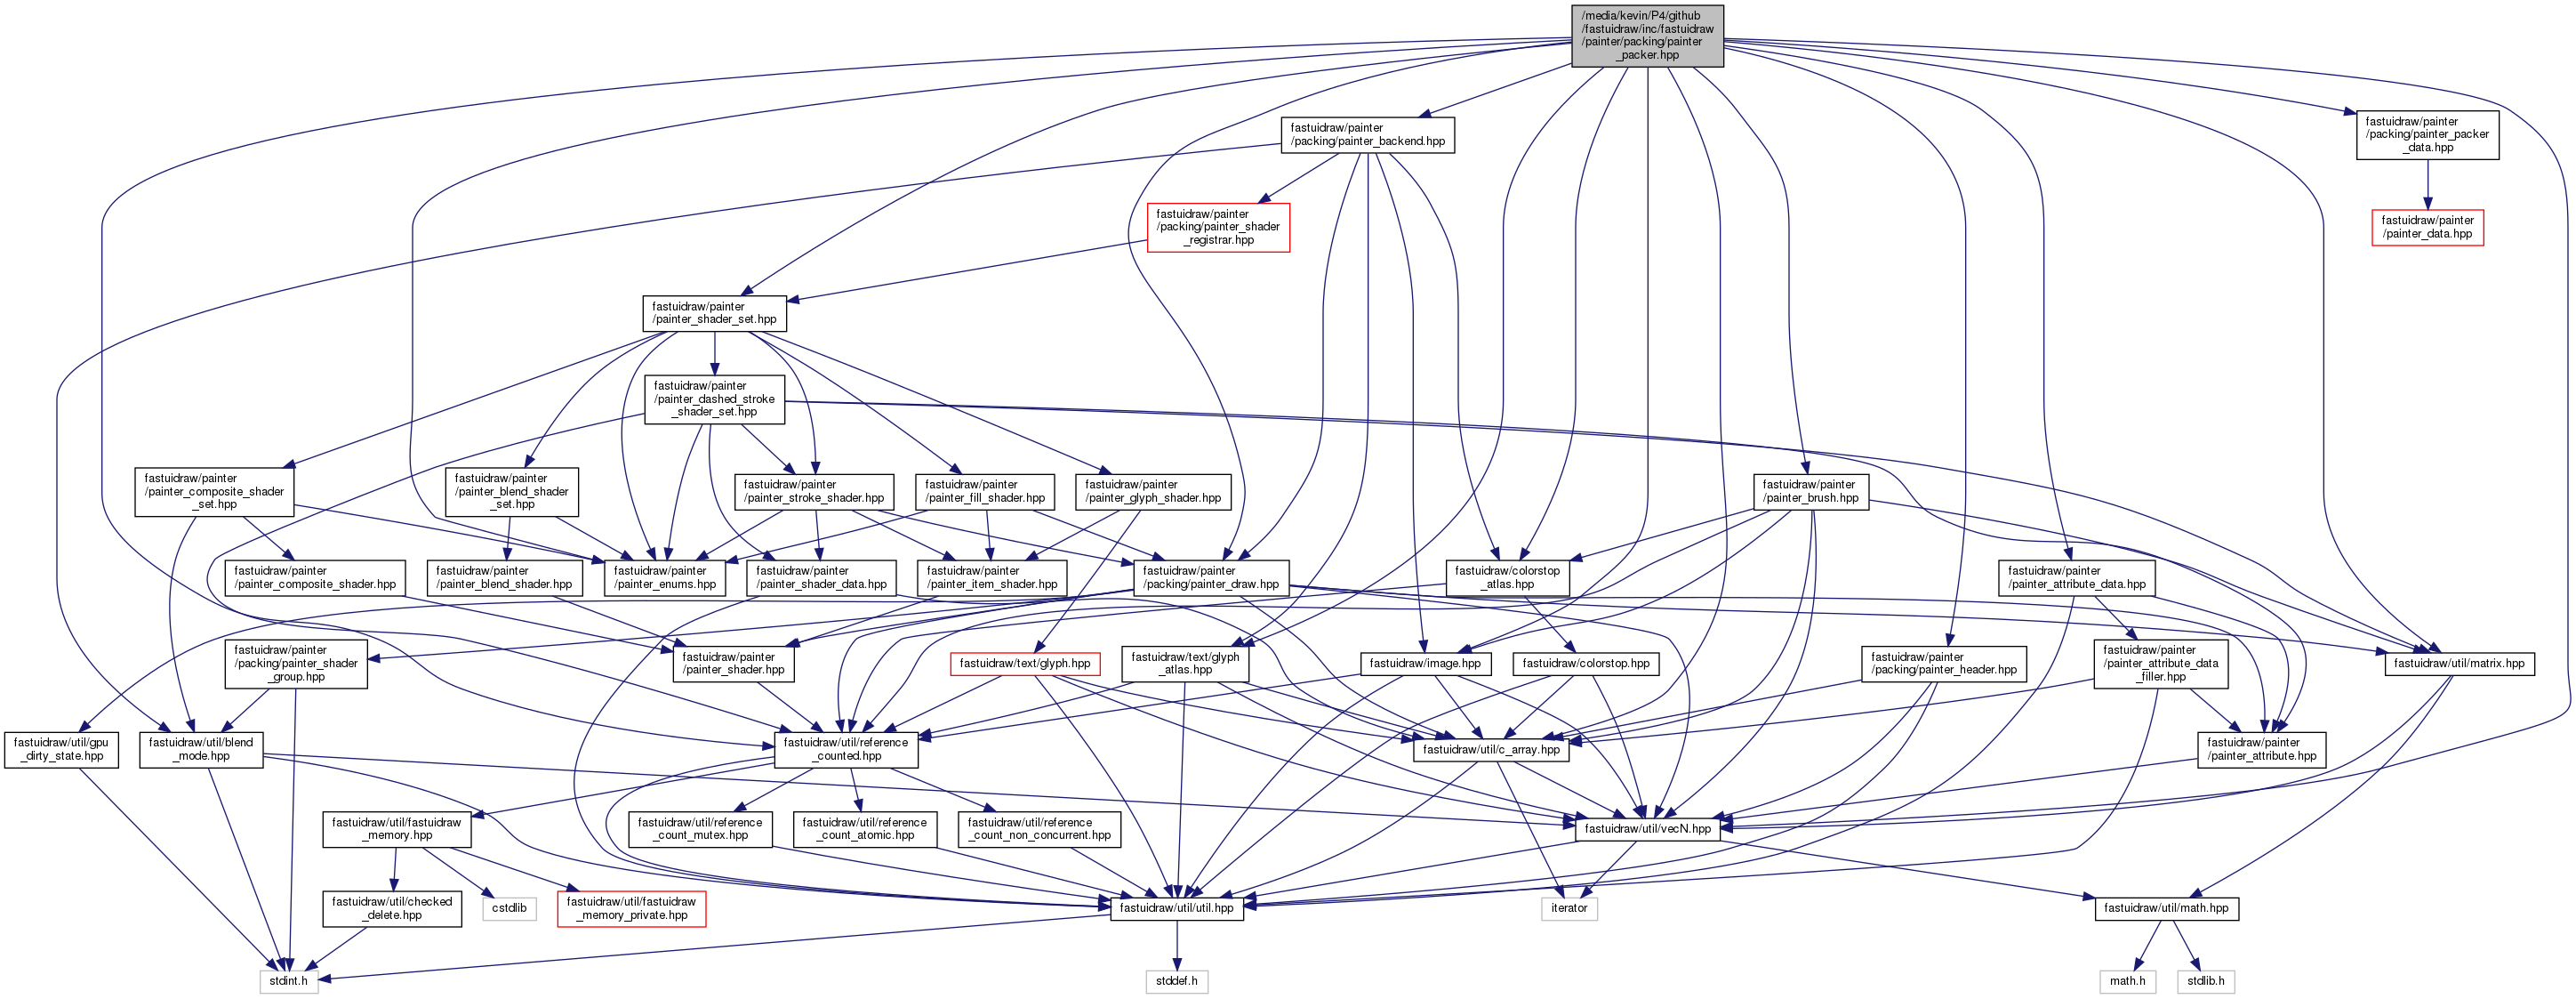 /media/kevin/P4/github
/fastuidraw/inc/fastuidraw
/painter/packing/painter
_packer.hpp
fastuidraw/painter
/packing/painter_packer
_data.hpp
fastuidraw/painter
/packing/painter_backend.hpp
fastuidraw/painter
/packing/painter_shader
_registrar.hpp
fastuidraw/painter
/painter_data.hpp
fastuidraw/painter
/painter_shader_set.hpp
fastuidraw/painter
/painter_dashed_stroke
_shader_set.hpp
fastuidraw/painter
/painter_composite_shader
_set.hpp
fastuidraw/painter
/painter_blend_shader
_set.hpp
fastuidraw/painter
/painter_stroke_shader.hpp
fastuidraw/painter
/painter_fill_shader.hpp
fastuidraw/painter
/painter_glyph_shader.hpp
fastuidraw/painter
/painter_brush.hpp
fastuidraw/painter
/painter_composite_shader.hpp
fastuidraw/painter
/painter_blend_shader.hpp
fastuidraw/painter
/painter_enums.hpp
fastuidraw/painter
/painter_shader_data.hpp
fastuidraw/painter
/painter_item_shader.hpp
fastuidraw/painter
/packing/painter_draw.hpp
fastuidraw/colorstop
_atlas.hpp
fastuidraw/painter
/painter_attribute_data.hpp
fastuidraw/painter
/packing/painter_shader
_group.hpp
fastuidraw/painter
/painter_shader.hpp
fastuidraw/text/glyph.hpp
fastuidraw/text/glyph
_atlas.hpp
fastuidraw/image.hpp
fastuidraw/colorstop.hpp
fastuidraw/painter
/packing/painter_header.hpp
fastuidraw/painter
/painter_attribute_data
_filler.hpp
fastuidraw/util/matrix.hpp
fastuidraw/util/gpu
_dirty_state.hpp
fastuidraw/util/blend
_mode.hpp
fastuidraw/util/reference
_counted.hpp
fastuidraw/util/c_array.hpp
fastuidraw/painter
/painter_attribute.hpp
fastuidraw/util/fastuidraw
_memory.hpp
fastuidraw/util/reference
_count_mutex.hpp
fastuidraw/util/reference
_count_atomic.hpp
fastuidraw/util/reference
_count_non_concurrent.hpp
fastuidraw/util/vecN.hpp
fastuidraw/util/checked
_delete.hpp
cstdlib
fastuidraw/util/fastuidraw
_memory_private.hpp
fastuidraw/util/util.hpp
iterator
fastuidraw/util/math.hpp
stdint.h
stddef.h
math.h
stdlib.h